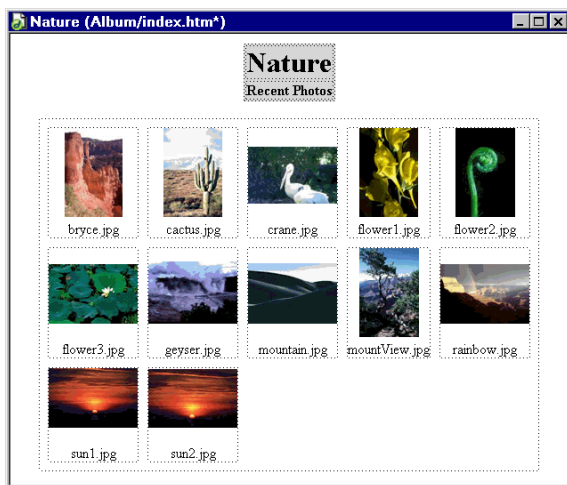 Nature (Album/index.htm*)
Nature
Recent Photos
bryce.jpg
cactus.jpg
crane.jpg
flower1.jpg
flower2.jpg
flower3.jpg
geyser.jpg
mountain.jpg
mountView.jpg
rainbow.jpg
sun1.jpg
sun2.jpg